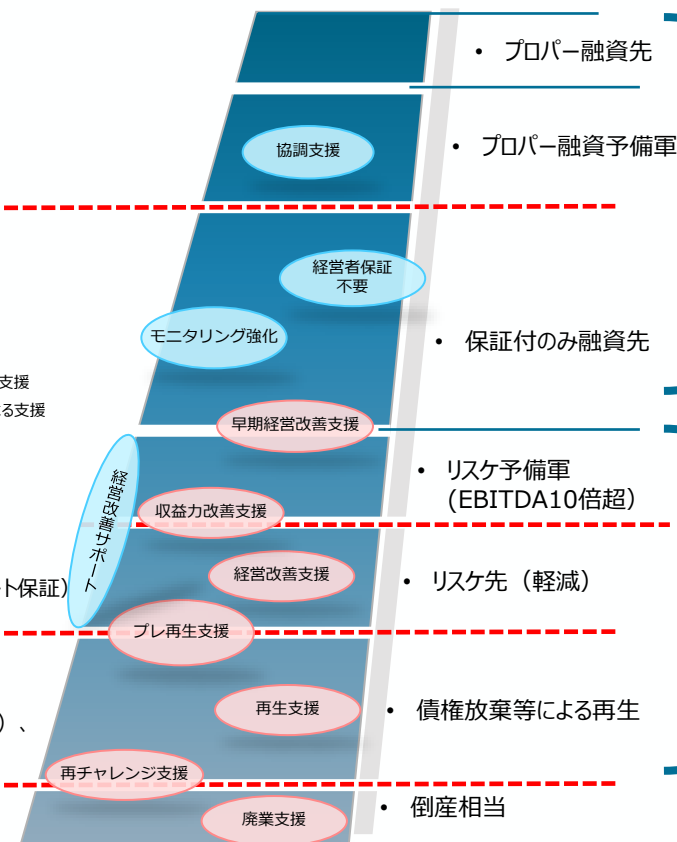 ・ プロパー融資先
協調支援
・ プロパー融資予備軍
経営者保証
不要
モニタリング強化
・ 保証付のみ融資先
支援
る支援
早期経営改善支援
・ リスケ予備軍
(EBITDA10倍超)
経営改善サポート
収益力改善支援
経営改善支援
・ リスケ先（軽減）
ート保証）
プレ再生支援
再生支援
・ 債権放棄等による再生
）、
再チャレンジ支援
・ 倒産相当
廃業支援